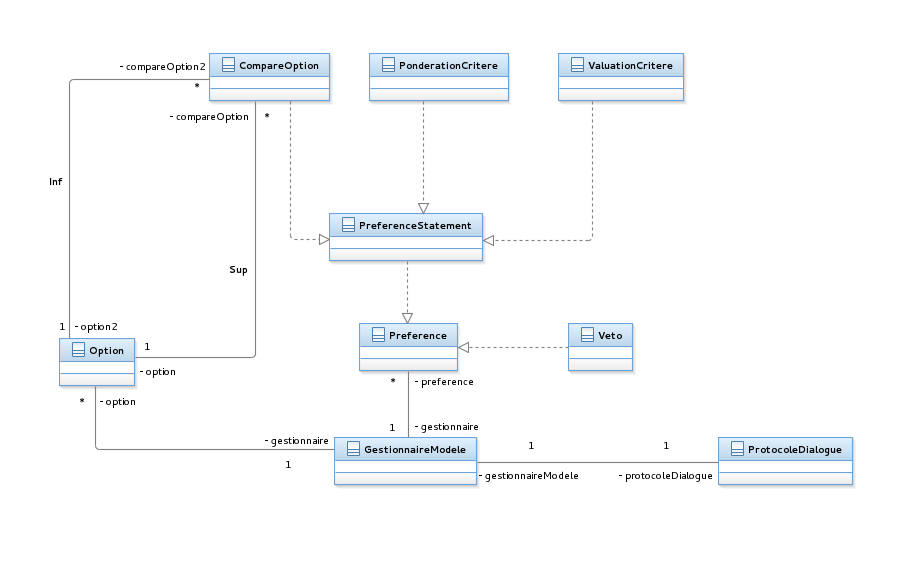 CompareOption
PonderationCritere
ValuationCritere
- compareOption2
*
- compareOption
*
Inf
PreferenceStatement
Sup
1
- option2
Preference
Veto
Option
1
- option
*
- preference
*
- option
1
- gestionnaire
- gestionnaire
1
GestionnaireModele
1
1
ProtocoleDialogue
- gestionnaireModele
- protocoleDialogue